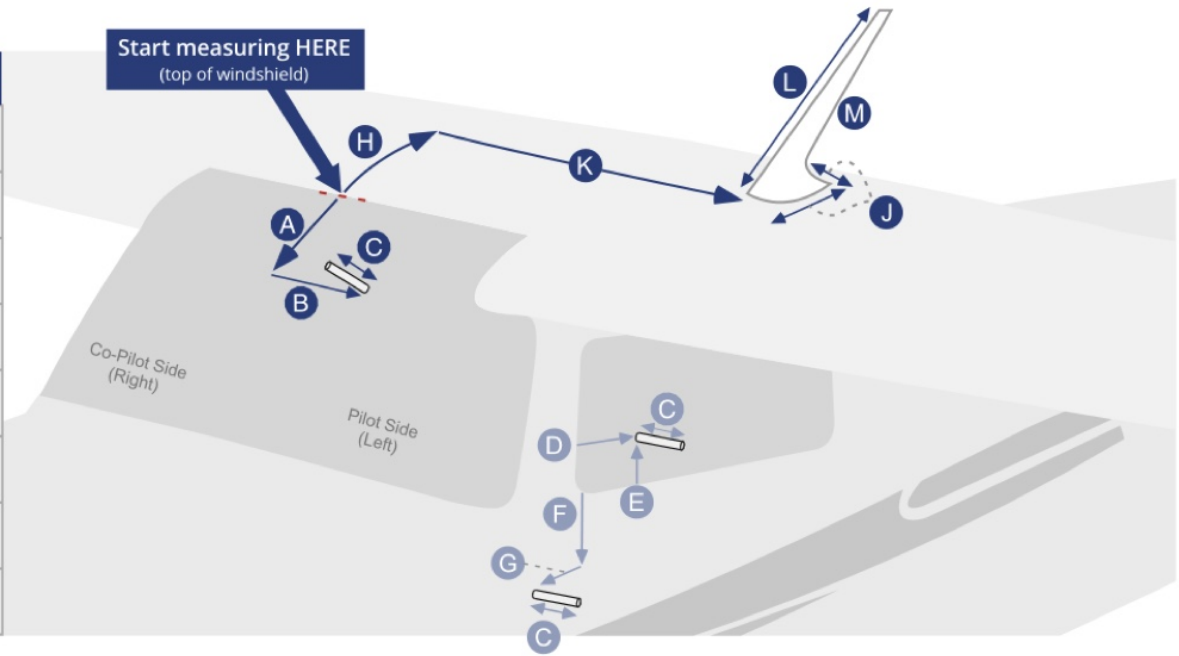 Start measuring HERE
(top of windshield)
L
M
H
K
J
A
C
B
Co-Pilot Side
(Right)
Pilot Side
(Left)
C
D
E
F
G
C